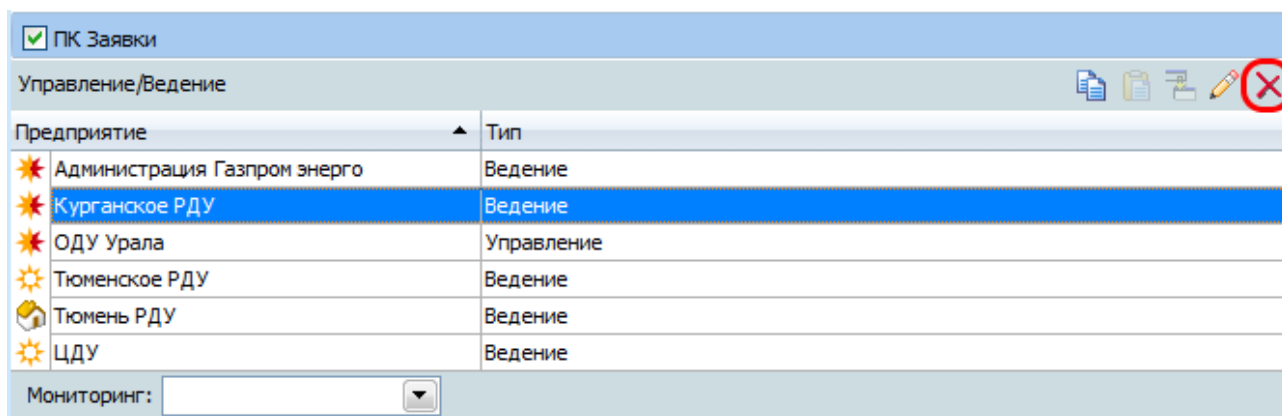 ПК Заявки
Управление/Ведение
Предприятие Тип
Администрация Газпром энерго Ведение
Курганское РДУ Ведение
ОДУ Урала Управление
Тюменское РДУ Ведение
Тюмень РДУ Ведение
ЦДУ Ведение
Мониторинг: